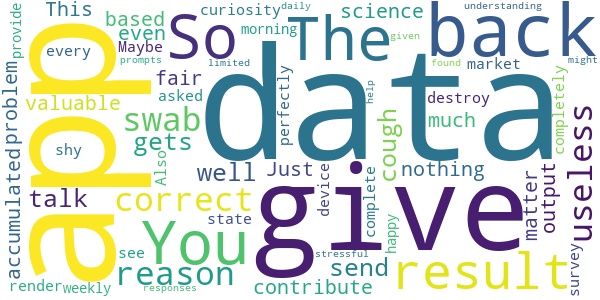 app
data
give
So
The
back
You
result
This
based
even
Maybe
every
provide
curiosity
morning
daily
given
science
prompts
limited
understanding
might
found
market
help
fair
asked
valuable
problem
swab
gets
shy
Also
perfectly
cough
much
destroy
completely
useless
accumulated
talk
well
Just
nothing
correct
device
complete
matter
output
state
see
reason
send
happy
stressful
survey
render
weekly
responses
contribute